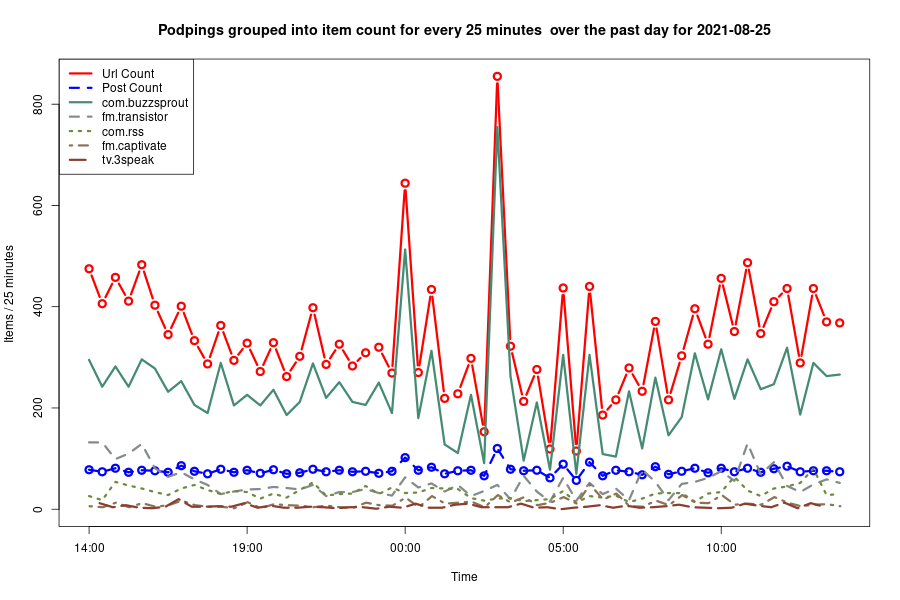 Podpings grouped into item count for every 25 minutes  over the past day for 2021-08-25
Url Count
Post Count
com.buzzsprout
fm.transistor
com.rss
fm.captivate
tv.3speak
800
600
400
200
0
Items / 25 minutes
14:00 19:00 00:00 05:00 10:00
Time